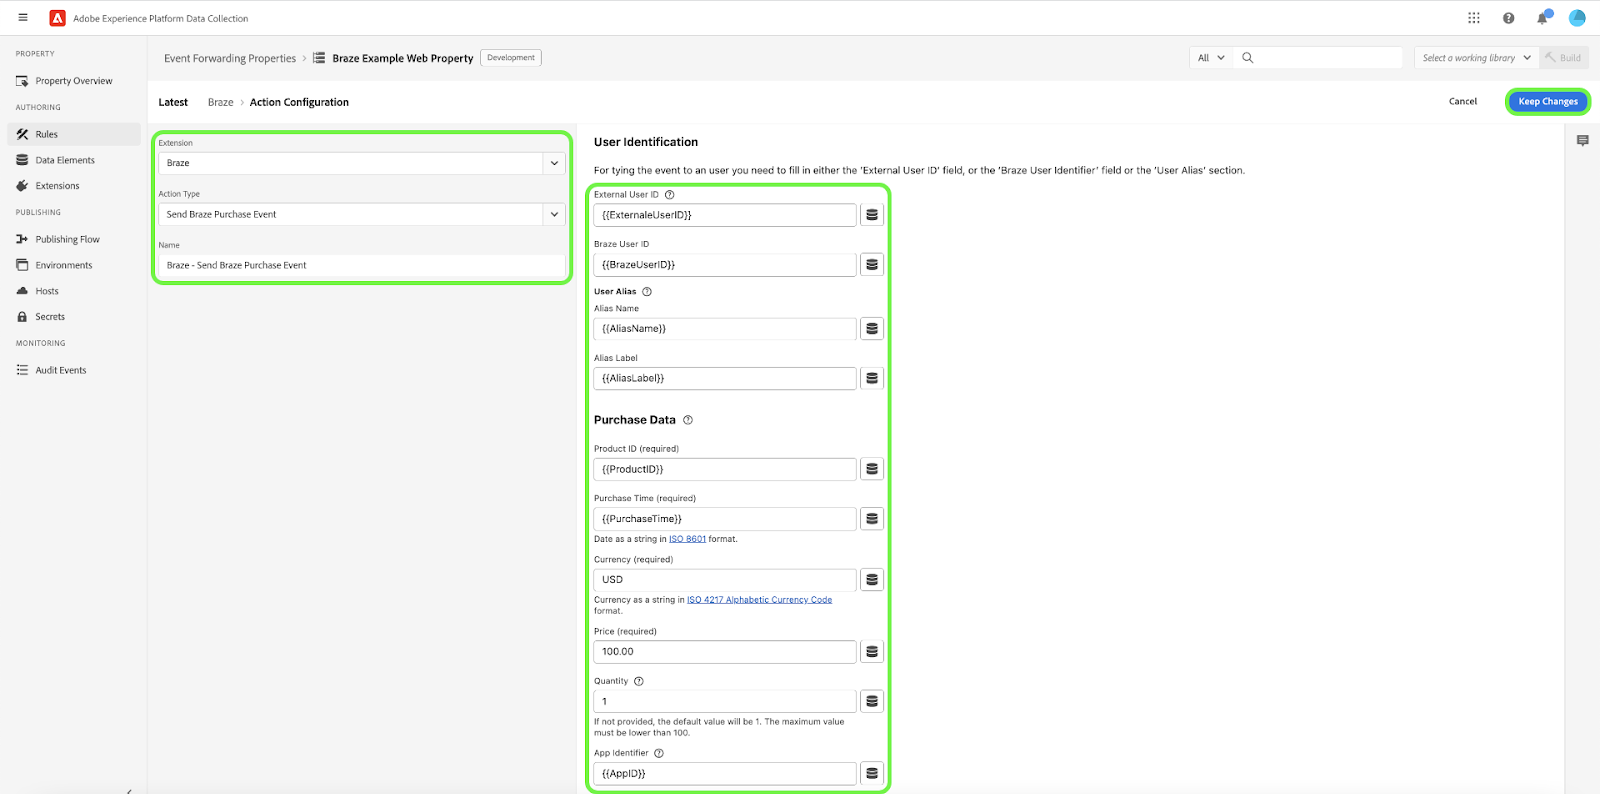 Adobe Experience Platform Data Collection
PROPERTY
Property Overview
AUTHORING
Rules
Data Elements
Extensions
PUBLISHING
Publishing Flow
Environments
Hosts
Secrets
MONITORING
Audit Events
Event Forwarding Properties > Braze Example Web Property Development
All
Select a working library
Build
Latest Braze > Action Configuration
Cancel
Keep Changes
Extension
Braze
Action Type
Send Braze Purchase Event
Name
Braze - Send Braze Purchase Event
User Identification
For tying the event to an user you need to fill in either the 'External User ID' field, or the 'Braze User Identifier' field or the 'User Alias' section.
External User ID
{{ExternaleUserID}}
Braze User ID
{{BrazeUserID}}
User Alias
Alias Name
{{AliasName}}
Alias Label
{{AliasLabel}}
Purchase Data
Product ID (required)
{{ProductID}}
Purchase Time (required)
{{PurchaseTime}}
Date as a string in ISO 8601 format.
Currency (required)
USD
Currency as a string in ISO 4217 Alphabetic Currency Code
format.
Price (required)
100.00
Quantity
1
If not provided, the default value will be 1. The maximum value
must be lower than 100.
App Identifier
{{AppID}}